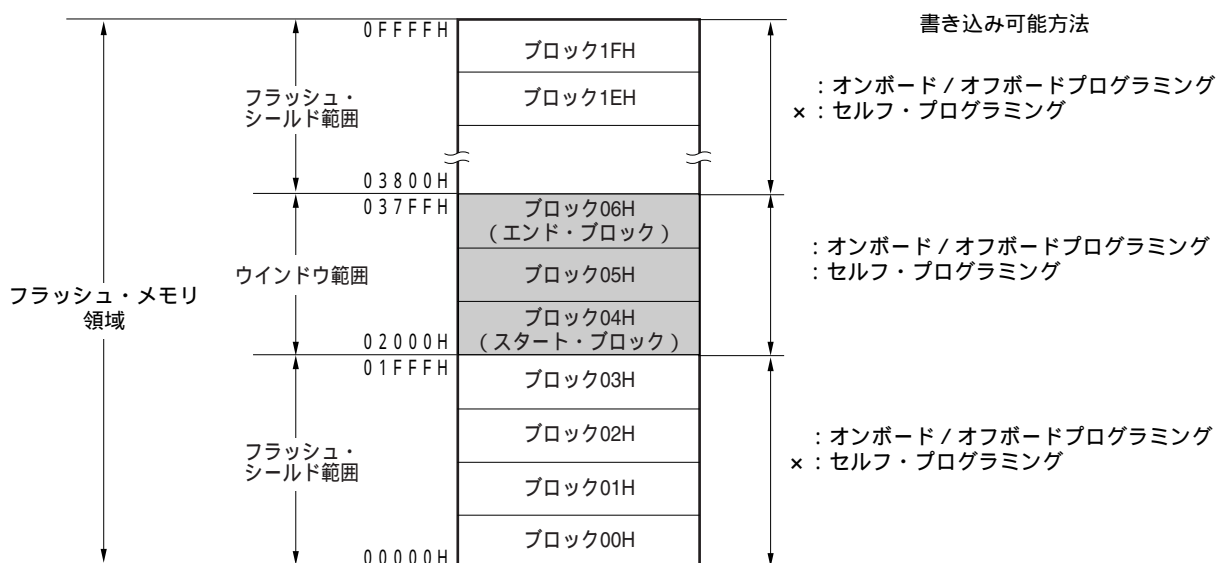 書き込み可能方法
0FFFFH
ブロック1FH
ブロック1EH
フラッシュ・
シールド範囲
：オンボード / オフボードプログラミング
×：セルフ・プログラミング
03800H
037FFH
ブロック06H
（エンド・ブロック）
ブロック05H
ブロック04H
（スタート・ブロック）
ウインドウ範囲
：オンボード / オフボードプログラミング
：セルフ・プログラミング
フラッシュ・メモリ
領域
02000H
01FFFH
ブロック03H
ブロック02H
ブロック01H
ブロック00H
フラッシュ・
シールド範囲
：オンボード / オフボードプログラミング
×：セルフ・プログラミング
00000H